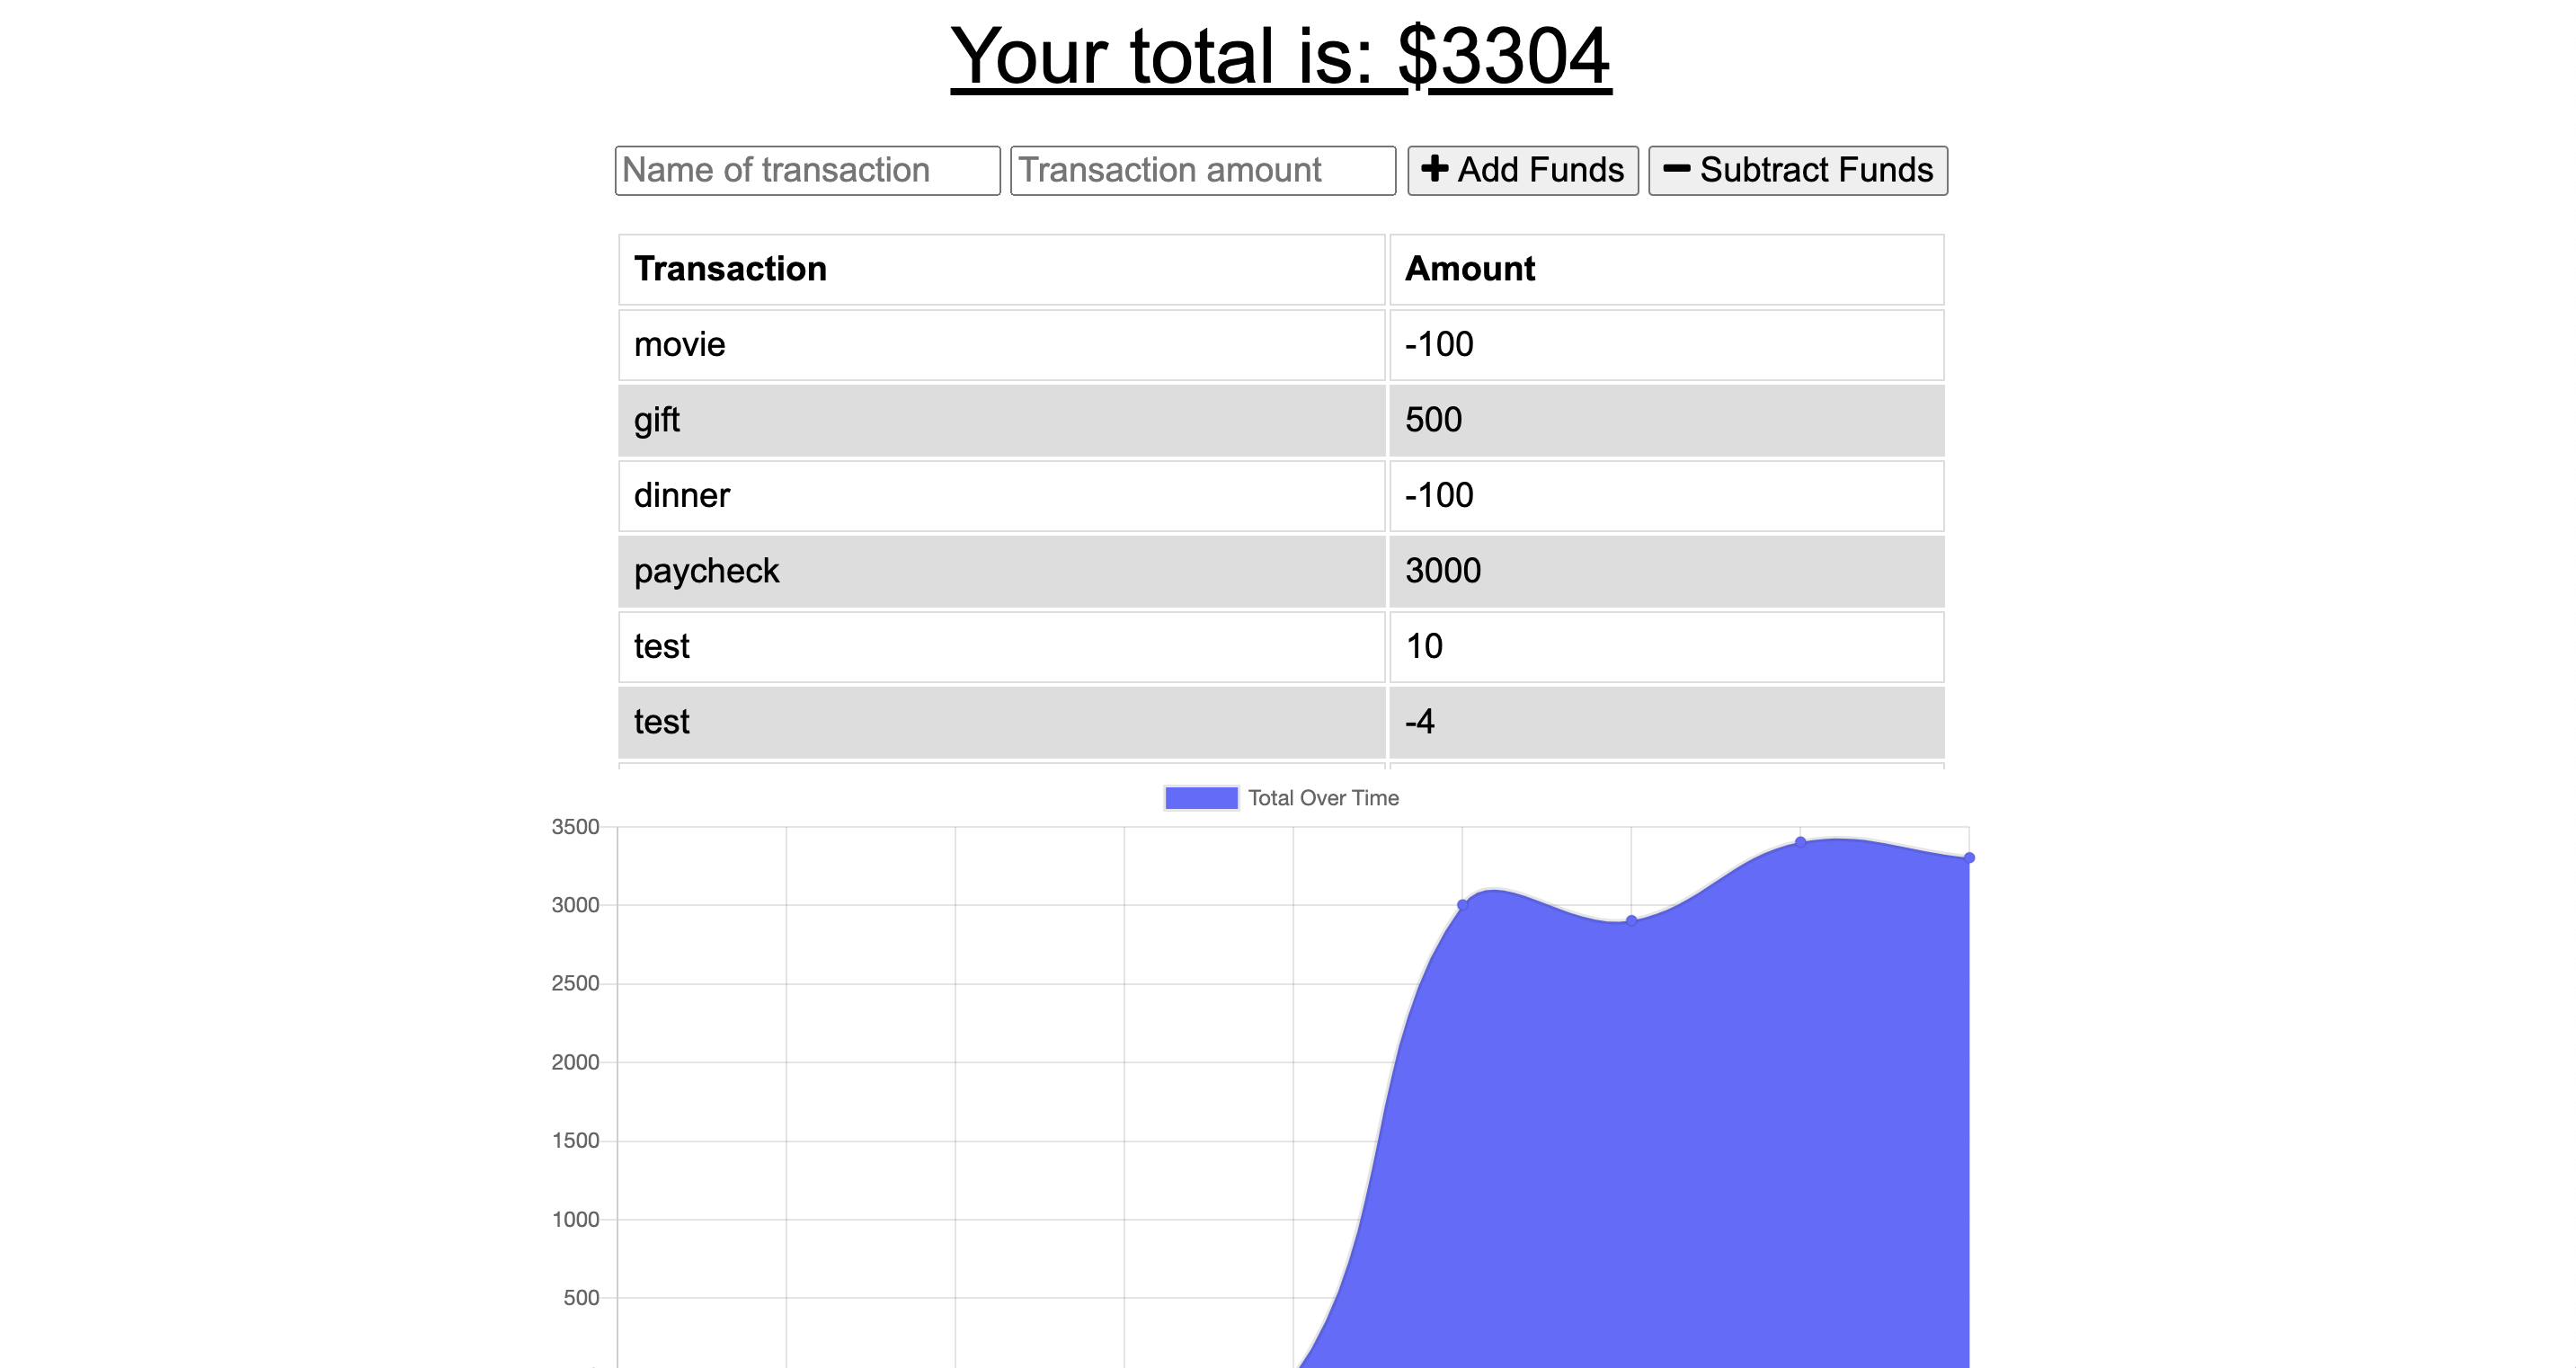 Your total is: $3304
Name of transaction Transaction amount Add Funds Subtract Funds
Transaction Amount
movie -100
gift 500
dinner -100
paycheck 3000
test 10
test -4
Total Over Time
3500
3000
2500
2000
1500
1000
500